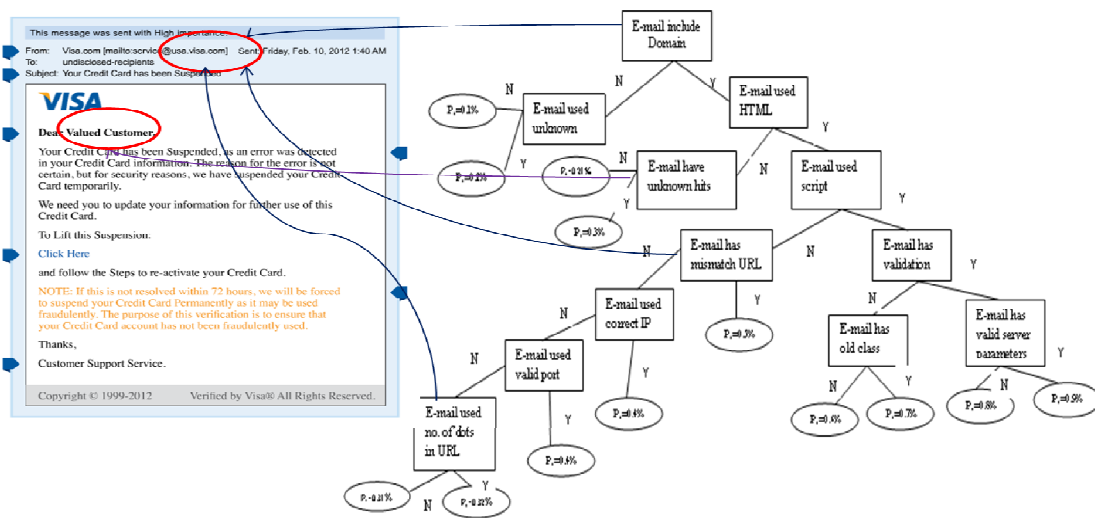 This message was sent with High importance.
From: Visa.com [mailto:service@usa.visa.com] Sent: Friday, Feb. 10, 2012 1:40 AM
To: undisclosed-recipients
Subject: Your Credit Card has been Suspended
VISA
Dear Valued Customer,
Your Credit Card has been Suspended, as an error was detected
in your Credit Card information. The reason for the error is not
certain, but for security reasons, we have suspended your Credit
Card temporarily.
We need you to update your information for further use of this
Credit Card.
To Lift this Suspension:
Click Here
and follow the Steps to re-activate your Credit Card.
NOTE: If this is not resolved within 72 hours, we will be forced
to suspend your Credit Card Permanently as it may be used
fraudulently. The purpose of this verification is to ensure that
your Credit Card account has not been fraudulently used.
Thanks,
Customer Support Service.
Copyright © 1999-2012 Verified by Visa® All Rights Reserved.
E-mail include
Domain
N
Y
E-mail used
unknown
N
Y
E-mail used
HTML
Y
N
E-mail have
unknown hits
N
Y
P,=0.3%
E-mail used
script
Y
N
E-mail has
mismatch URL
N
Y
P,=0.5%
E-mail has
validation
N
Y
E-mail used
correct IP
N
Y
E-mail has
old class
N
Y
P,=0.7%
E-mail has
valid server
parameters
N
Y
P,=0.8%
P,=0.9%
E-mail used
valid port
N
Y
E-mail used
no. of dots
in URL
N
Y